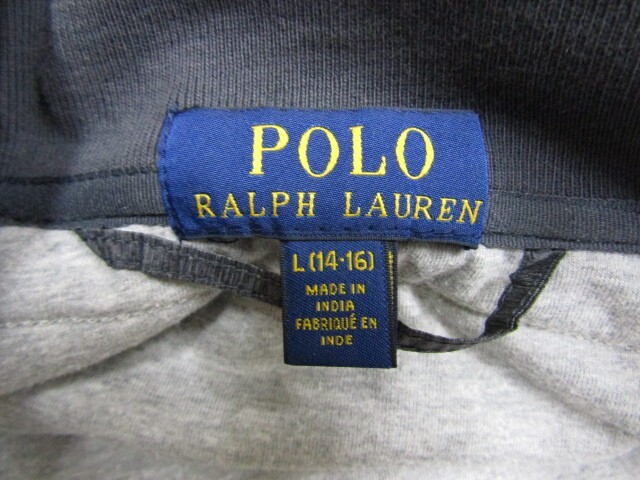 POLO
RALPH LAUREN
L (14-16)
MADE IN
INDIA
FABRIQUÉ EN
INDE